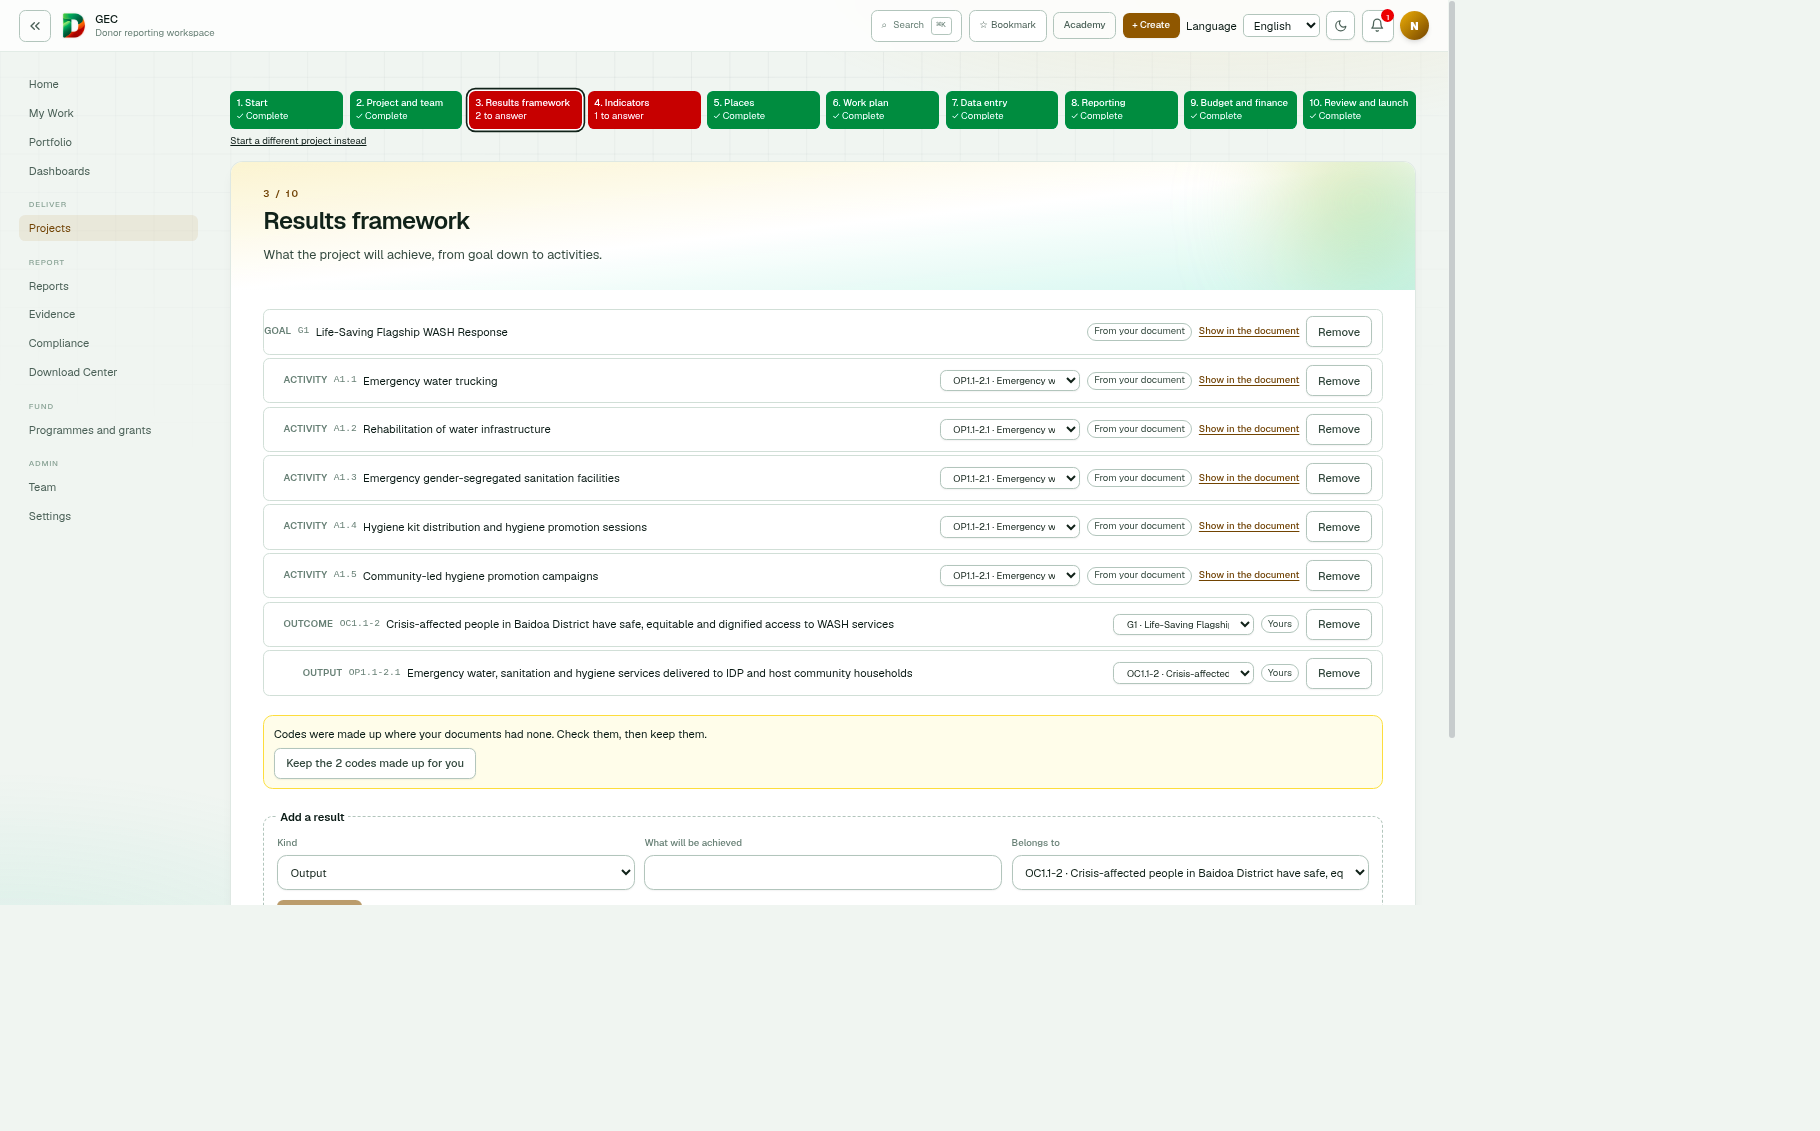 GEC
Donor reporting workspace
Search ⌘K
☆ Bookmark
Academy
+ Create
Language
English
1
N
Home
My Work
Portfolio
Dashboards
DELIVER
Projects
REPORT
Reports
Evidence
Compliance
Download Center
FUND
Programmes and grants
ADMIN
Team
Settings
1. Start
✓ Complete
2. Project and team
✓ Complete
3. Results framework
2 to answer
4. Indicators
1 to answer
5. Places
✓ Complete
6. Work plan
✓ Complete
7. Data entry
✓ Complete
8. Reporting
✓ Complete
9. Budget and finance
✓ Complete
10. Review and launch
✓ Complete
Start a different project instead
3 / 10
Results framework
What the project will achieve, from goal down to activities.
GOAL G1 Life-Saving Flagship WASH Response From your document Show in the document Remove
ACTIVITY A1.1 Emergency water trucking OP1.1-2.1 · Emergency w From your document Show in the document Remove
ACTIVITY A1.2 Rehabilitation of water infrastructure OP1.1-2.1 · Emergency w From your document Show in the document Remove
ACTIVITY A1.3 Emergency gender-segregated sanitation facilities OP1.1-2.1 · Emergency w From your document Show in the document Remove
ACTIVITY A1.4 Hygiene kit distribution and hygiene promotion sessions OP1.1-2.1 · Emergency w From your document Show in the document Remove
ACTIVITY A1.5 Community-led hygiene promotion campaigns OP1.1-2.1 · Emergency w From your document Show in the document Remove
OUTCOME OC1.1-2 Crisis-affected people in Baidoa District have safe, equitable and dignified access to WASH services G1 · Life-Saving Flagshi Yours Remove
OUTPUT OP1.1-2.1 Emergency water, sanitation and hygiene services delivered to IDP and host community households OC1.1-2 · Crisis-affected Yours Remove
Codes were made up where your documents had none. Check them, then keep them.
Keep the 2 codes made up for you
Add a result
Kind
What will be achieved
Belongs to
Output
OC1.1-2 · Crisis-affected people in Baidoa District have safe, eq